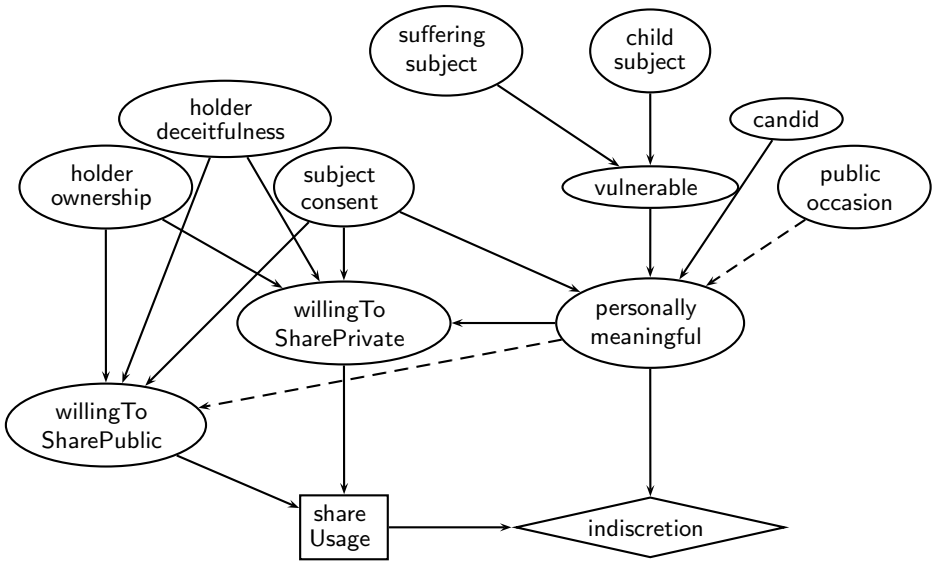 suffering
subject
child
subject
holder
deceitfulness
candid
holder
ownership
subject
consent
vulnerable
public
occasion
willingTo
SharePrivate
personally
meaningful
willingTo
SharePublic
share
Usage
indiscretion